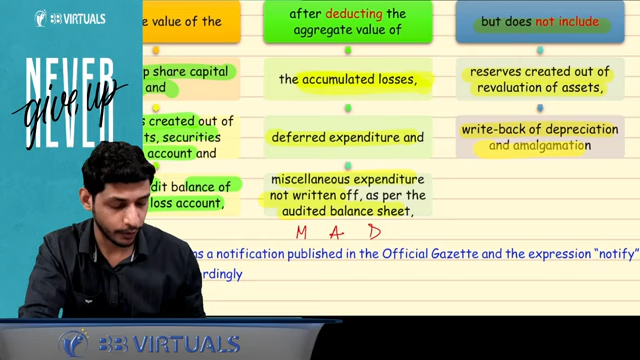 BB VIRTUALS
NEVER
give up
NEVER
e value of the
p share capital
and
s created out of
ts, securities
account and
dit balance of
loss account,
after deducting the
aggregate value of
the accumulated losses,
deferred expenditure and
miscellaneous expenditure
not written off, as per the
audited balance sheet,
M A D
but does not include
reserves created out of
revaluation of assets,
write-back of depreciation
and amalgamation
ns a notification published in the Official Gazette and the expression “notify”
cordingly
BB VIRTUALS